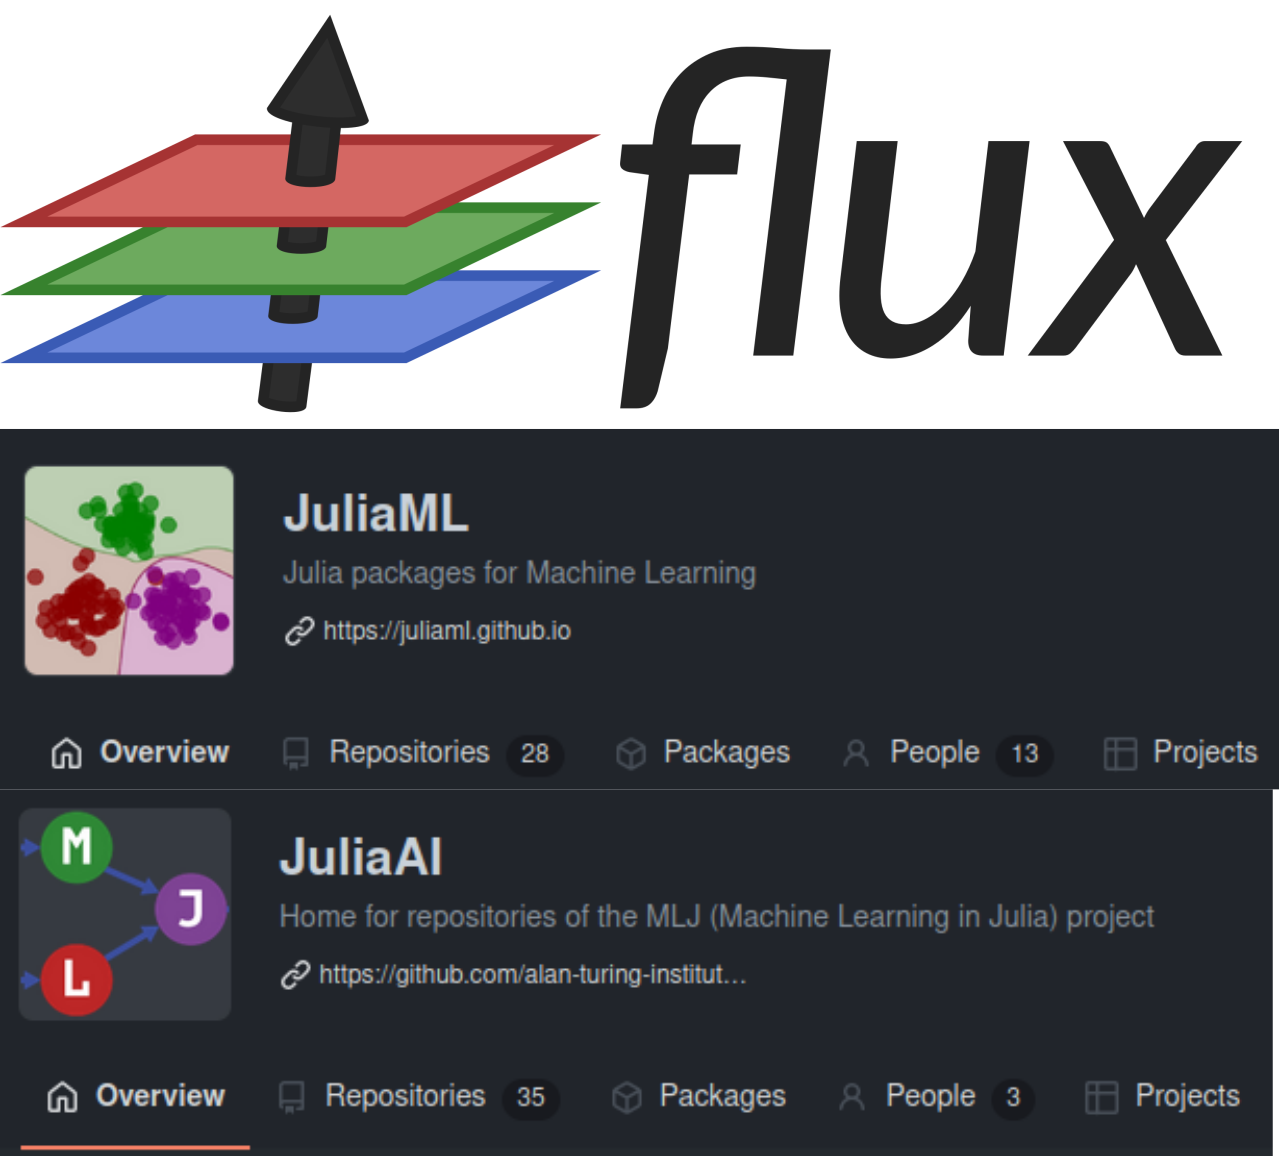 flux
JuliaML
Julia packages for Machine Learning
https://juliaml.github.io
Overview Repositories 28 Packages People 13 Projects
M
J
L
JuliaAI
Home for repositories of the MLJ (Machine Learning in Julia) project
https://github.com/alan-turing-institut...
Overview Repositories 35 Packages People 3 Projects